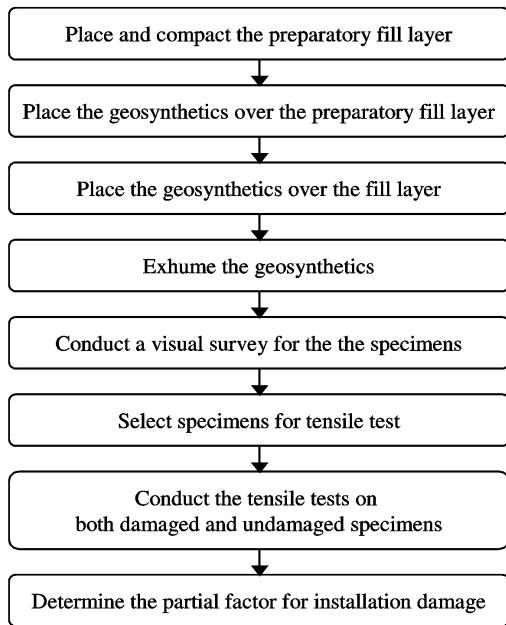 Place and compact the preparatory fill layer
Place the geosynthetics over the preparatory fill layer
Place the geosynthetics over the fill layer
Exhume the geosynthetics
Conduct a visual survey for the the specimens
Select specimens for tensile test
Conduct the tensile tests on
both damaged and undamaged specimens
Determine the partial factor for installation damage